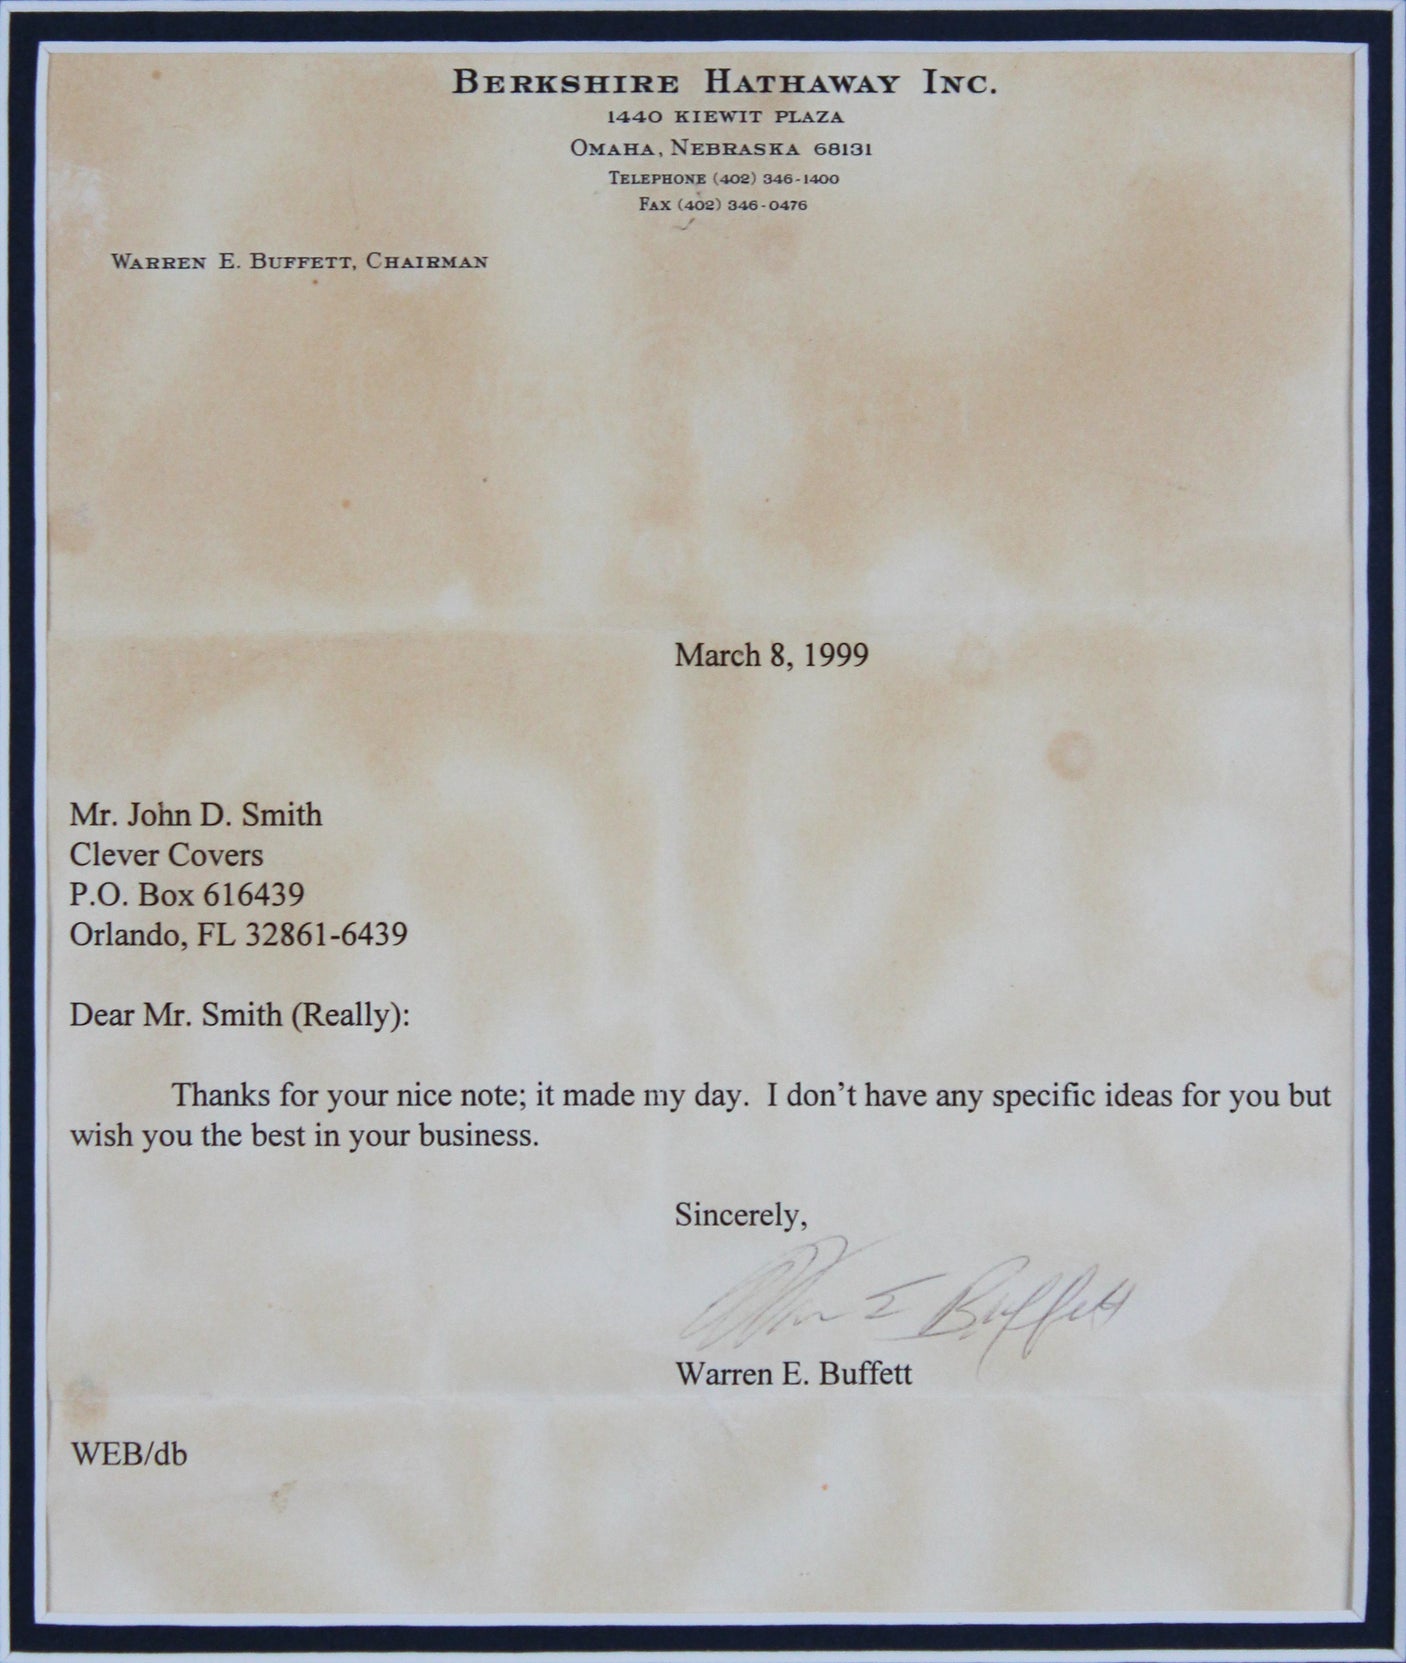 BERKSHIRE HATHAWAY INC.
1440 KIEWIT PLAZA
OMAHA, NEBRASKA 68131
TELEPHONE (402) 346-1400
FAX (402) 346-0476
WARREN E. BUFFETT, CHAIRMAN
March 8, 1999
Mr. John D. Smith
Clever Covers
P.O. Box 616439
Orlando, FL 32861-6439
Dear Mr. Smith (Really):
Thanks for your nice note; it made my day.  I don't have any specific ideas for you but
wish you the best in your business.
Sincerely,
Warren E Buffett
Warren E. Buffett
WEB/db